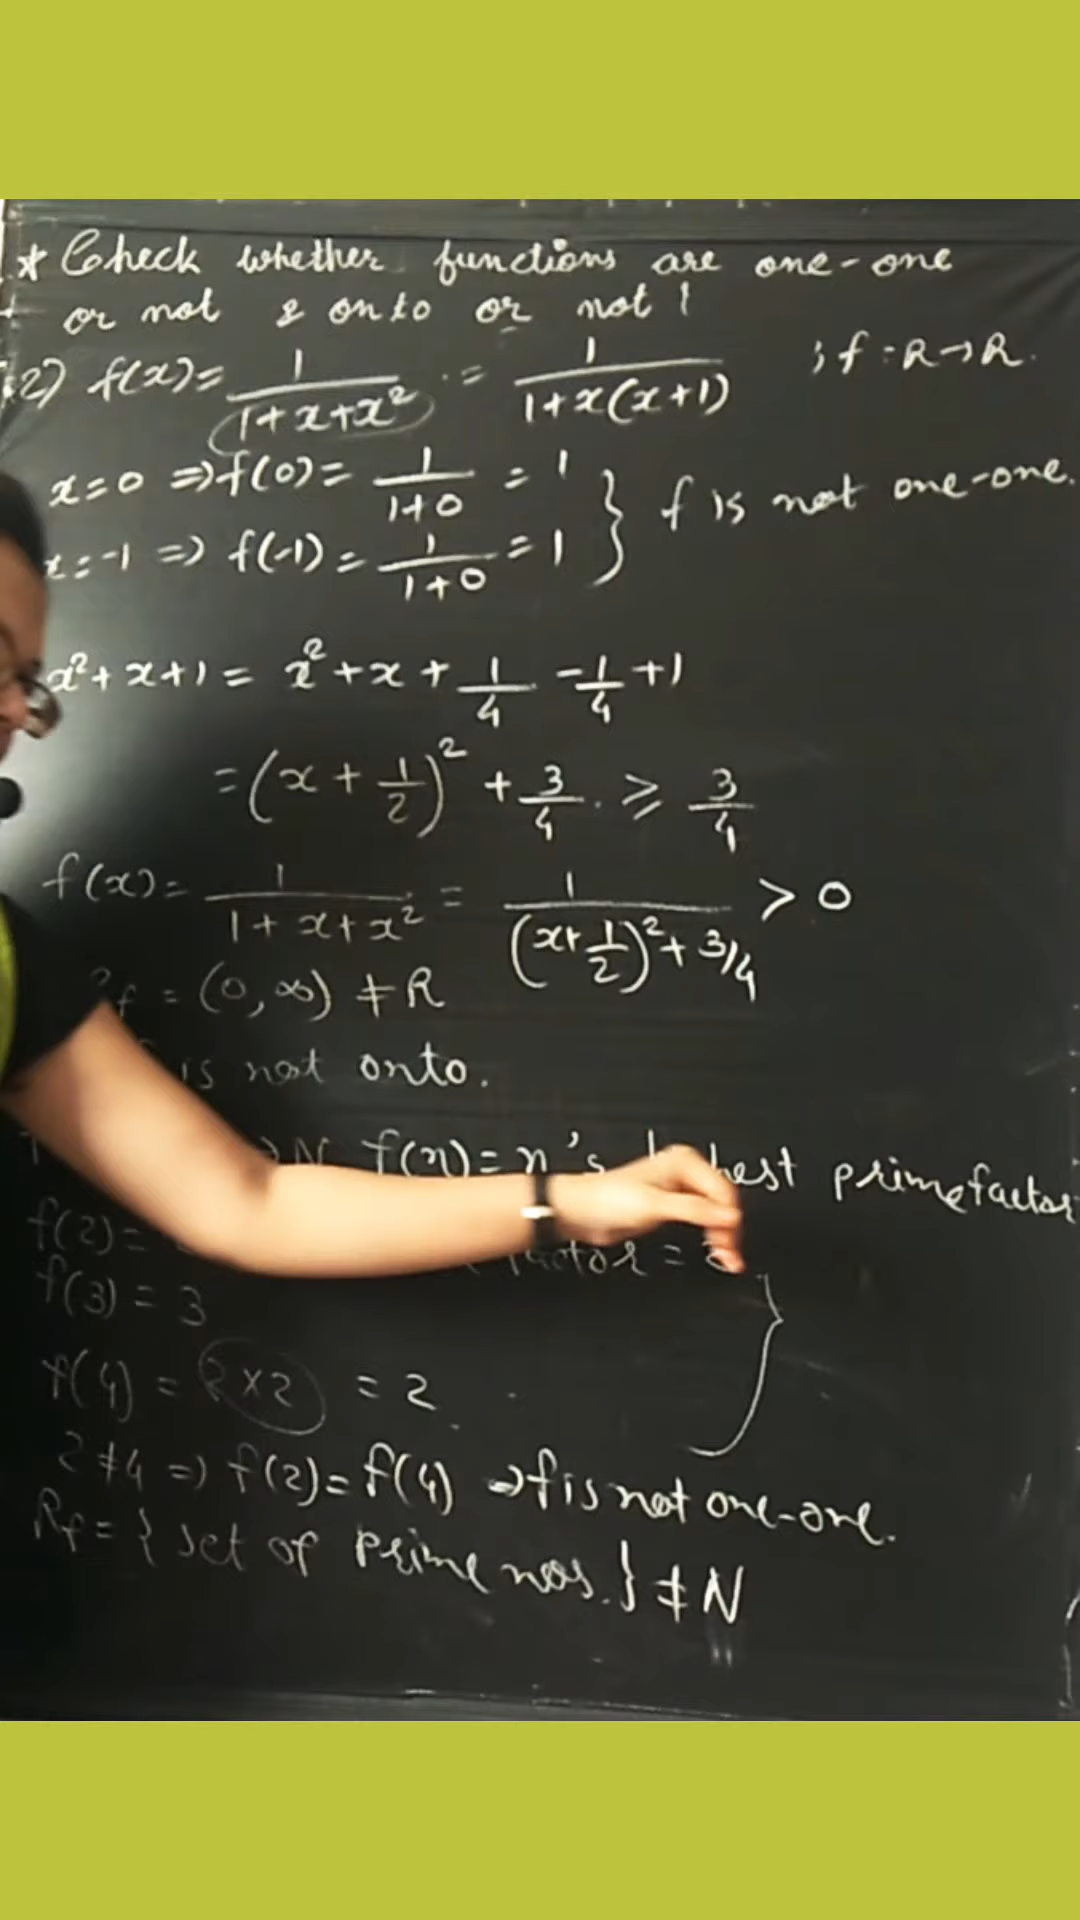 * Check whether functions are one-one
or not & onto or not !
2) f(x)= 1/(1+x+x²) = 1/(1+x(x+1)) ; f : R→R.
x=0 ⇒ f(0)= 1/(1+0) = 1 } f is not one-one.
x=-1 ⇒ f(-1)= 1/(1+0) = 1
x²+x+1 = x²+x+1/4 -1/4 +1
=(x+1/2)² + 3/4 ≥ 3/4
f(x)= 1/(1+x+x²) = 1/((x+1/2)²+3/4) > 0
= (0,∞) ≠ R
is not onto.
N f(n)=n's primefactor
f(2)= factor =
f(3) = 3
f(4) = 2×2 = 2
2≠4 ⇒ f(2)=f(4) ⇒ f is not one-one.
Rf = { set of prime nos. } ≠ N